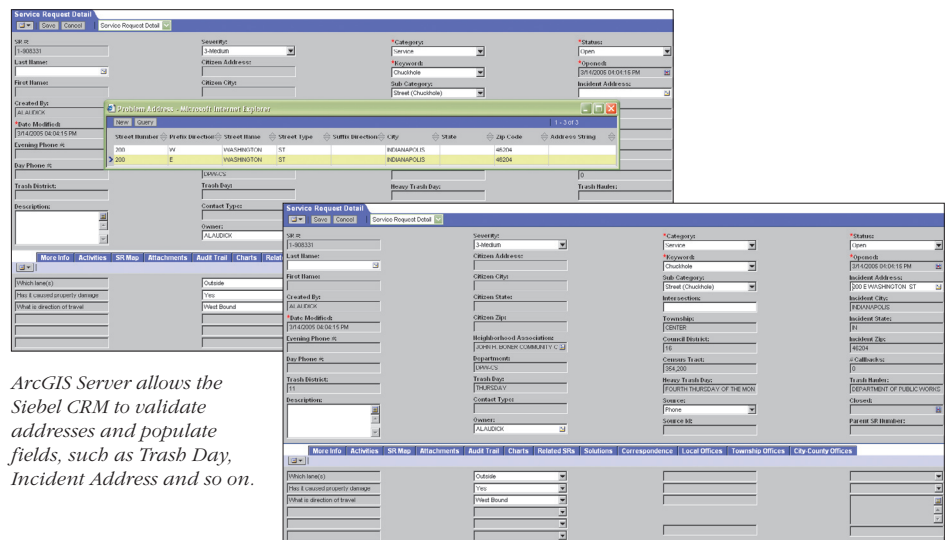 Service Request Detail
Save Cancel Service Request Detail
SR #: Severity: *Category: *Status:
1-908331 3-Medium Service Open
Last Name: Citizen Address: *Keyword: *Opened:
Chuckhole 3/14/2005 04:04:15 PM
First Name: Citizen City: Sub Category: Incident Address:
Street (Chuckhole)
Created By:
ALAUDICK
*Date Modified:
3/14/2005 04:04:15 PM
Evening Phone #:
Day Phone #:
DPW-CS 0
Trash District: Trash Day: Heavy Trash Day: Trash Hauler:
Description: Contact Type:
Owner:
ALAUDICK
More Info Activities SR Map Attachments Audit Trail Charts
Which lane(s) Outside
Has it caused property damage Yes
What is direction of travel West Bound
Problem Address - Microsoft Internet Explorer
New Query 1 - 3 of 3
Street Number Prefix Direction Street Name Street Type Suffix Direction City State Zip Code Address String
200 W WASHINGTON ST INDIANAPOLIS 46204
200 E WASHINGTON ST INDIANAPOLIS 46204
Service Request Detail
Save Cancel Service Request Detail
SR #: Severity: *Category: *Status:
1-908331 3-Medium Service Open
Last Name: Citizen Address: *Keyword: *Opened:
Chuckhole 3/14/2005 04:04:15 PM
First Name: Citizen City: Sub Category: Incident Address:
Street (Chuckhole) 200 E WASHINGTON ST
Created By: Citizen State: Intersection: Incident City:
ALAUDICK INDIANAPOLIS
*Date Modified: Citizen Zip: Township: Incident State:
3/14/2005 04:04:15 PM CENTER IN
Evening Phone #: Neighborhood Association: Council District: Incident Zip:
JOHN H. BONER COMMUNITY C 16 46204
Day Phone #: Department: Census Tract: # Callbacks:
DPW-CS 354,200 0
Trash District: Trash Day: Heavy Trash Day: Trash Hauler:
11 THURSDAY FOURTH THURSDAY OF THE MON DEPARTMENT OF PUBLIC WORKS
Description: Contact Type: Source: Closed:
Phone
Owner: Source Id: Parent SR Number:
ALAUDICK
More Info Activities SR Map Attachments Audit Trail Charts Related SRs Solutions Correspondence Local Offices Township Offices City-County Offices
Which lane(s) Outside
Has it caused property damage Yes
What is direction of travel West Bound
ArcGIS Server allows the
Siebel CRM to validate
addresses and populate
fields, such as Trash Day,
Incident Address and so on.